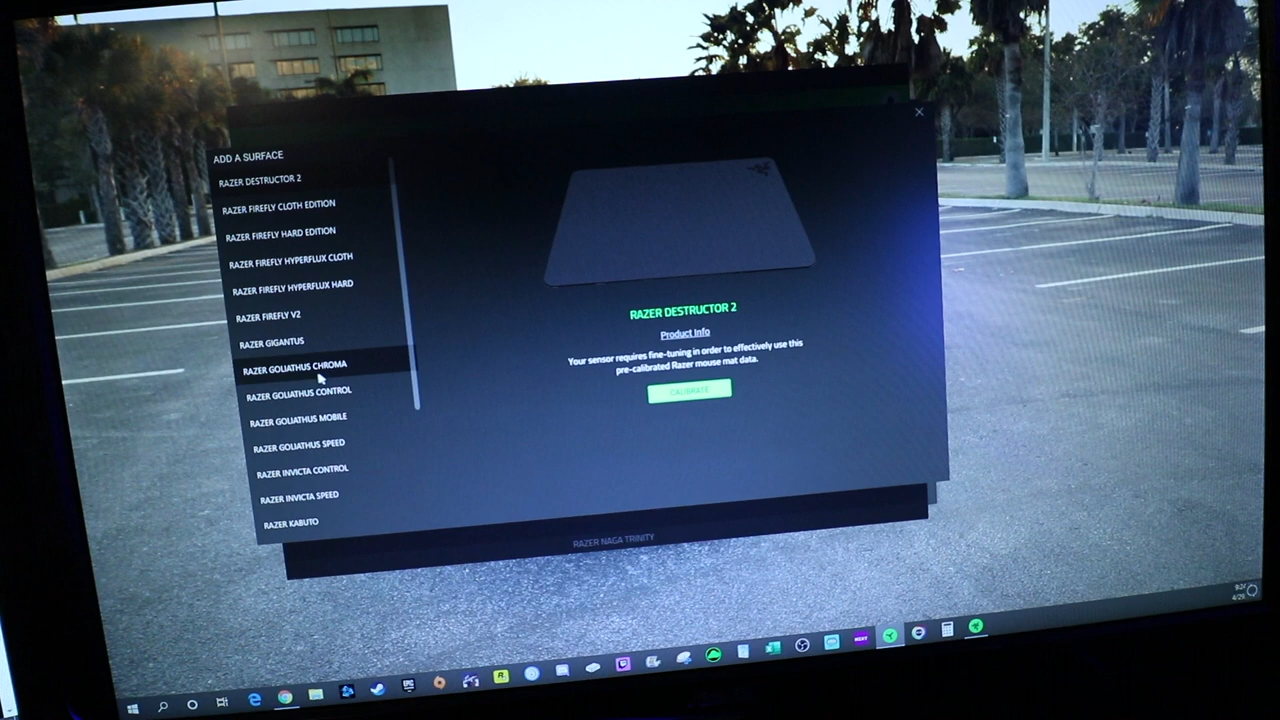 ADD A SURFACE
RAZER DESTRUCTOR 2
RAZER FIREFLY CLOTH EDITION
RAZER FIREFLY HARD EDITION
RAZER FIREFLY HYPERFLUX CLOTH
RAZER FIREFLY HYPERFLUX HARD
RAZER FIREFLY V2
RAZER GIGANTUS
RAZER GOLIATHUS CHROMA
RAZER GOLIATHUS CONTROL
RAZER GOLIATHUS MOBILE
RAZER GOLIATHUS SPEED
RAZER INVICTA CONTROL
RAZER INVICTA SPEED
RAZER KABUTO
RAZER DESTRUCTOR 2
Product Info
Your sensor requires fine-tuning in order to effectively use this
pre-calibrated Razer mouse mat data.
CALIBRATE
RAZER NAGA TRINITY
EPIC
NEXT